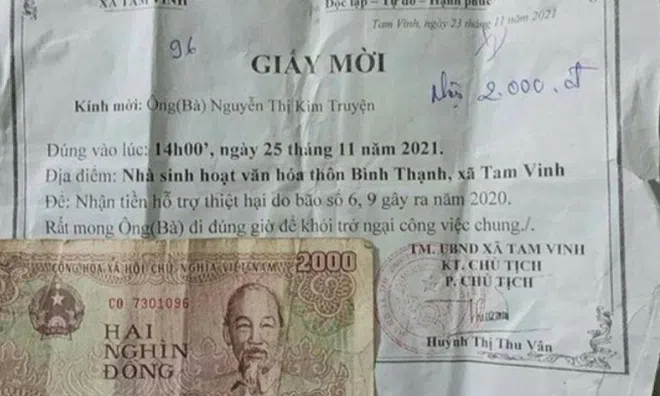 XÃ TAM VINH
Độc lập - Tự do - Hạnh phúc
Tam Vinh, ngày 23 tháng 11 năm 2021
96
GIẤY MỜI
2.000.đ
Kính mời: Ông(Bà) Nguyễn Thị Kim Truyện
Đúng vào lúc: 14h00’, ngày 25 tháng 11 năm 2021.
Địa điểm: Nhà sinh hoạt văn hóa thôn Bình Thạnh, xã Tam Vinh
Đề: Nhận tiền hỗ trợ thiệt hại do bão số 6, 9 gây ra năm 2020.
Rất mong Ông(Bà) đi đúng giờ để khỏi trở ngại công việc chung./.
TM. UBND XÃ TAM VINH
KT. CHỦ TỊCH
P. CHỦ TỊCH
Huỳnh Thị Thu Vân
CỘNG HÒA XÃ HỘI CHỦ NGHĨA VIỆT NAM
2000
CO 7301096
HAI
NGHÌN
ĐỒNG